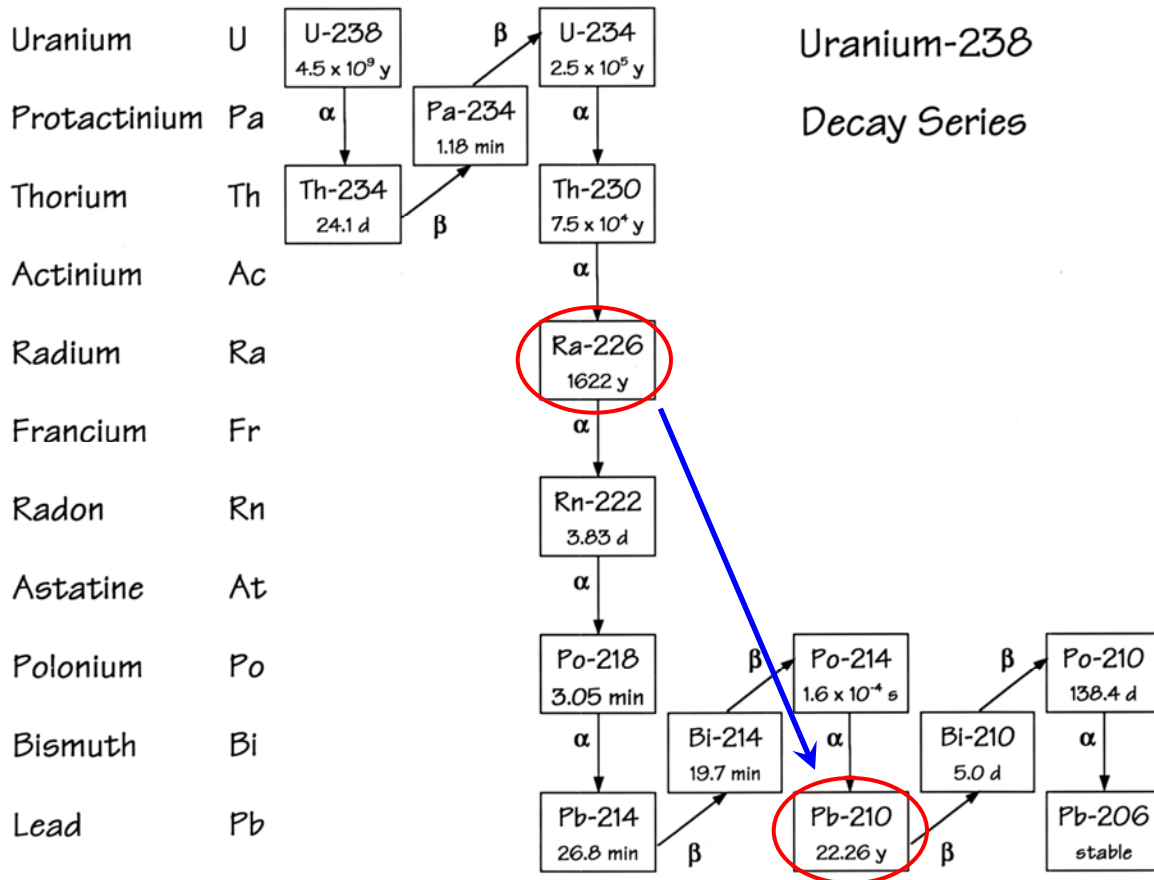 Uranium U
Protactinium Pa
Thorium Th
Actinium Ac
Radium Ra
Francium Fr
Radon Rn
Astatine At
Polonium Po
Bismuth Bi
Lead Pb
Uranium-238
Decay Series
U-238
4.5 x 10⁹ y
α
Th-234
24.1 d
β
Pa-234
1.18 min
β
U-234
2.5 x 10⁵ y
α
Th-230
7.5 x 10⁴ y
α
Ra-226
1622 y
α
Rn-222
3.83 d
α
Po-218
3.05 min
α
Pb-214
26.8 min
β
Bi-214
19.7 min
β
Po-214
1.6 x 10⁻⁴ s
α
Pb-210
22.26 y
β
Bi-210
5.0 d
β
Po-210
138.4 d
α
Pb-206
stable